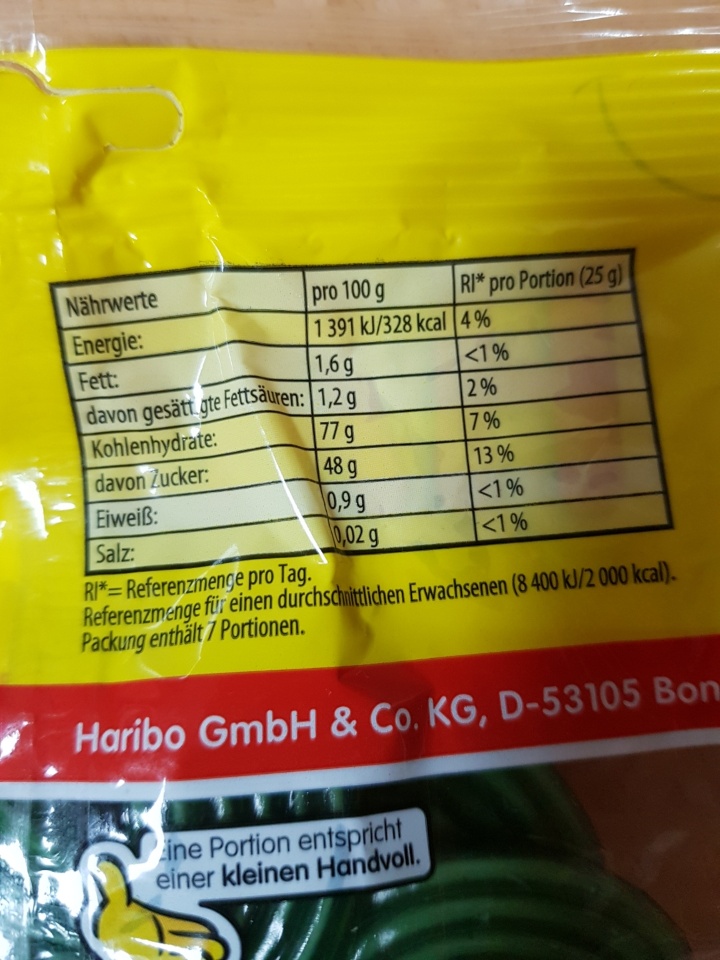 Nährwerte pro 100 g RI* pro Portion (25 g)
Energie: 1 391 kJ/328 kcal 4 %
Fett: 1,6 g <1 %
davon gesättigte Fettsäuren: 1,2 g 2 %
Kohlenhydrate: 77 g 7 %
davon Zucker: 48 g 13 %
Eiweiß: 0,9 g <1 %
Salz: 0,02 g <1 %
RI*= Referenzmenge pro Tag.
Referenzmenge für einen durchschnittlichen Erwachsenen (8 400 kJ/2 000 kcal).
Packung enthält 7 Portionen.
Haribo GmbH & Co. KG, D-53105 Bon
Eine Portion entspricht
einer kleinen Handvoll.